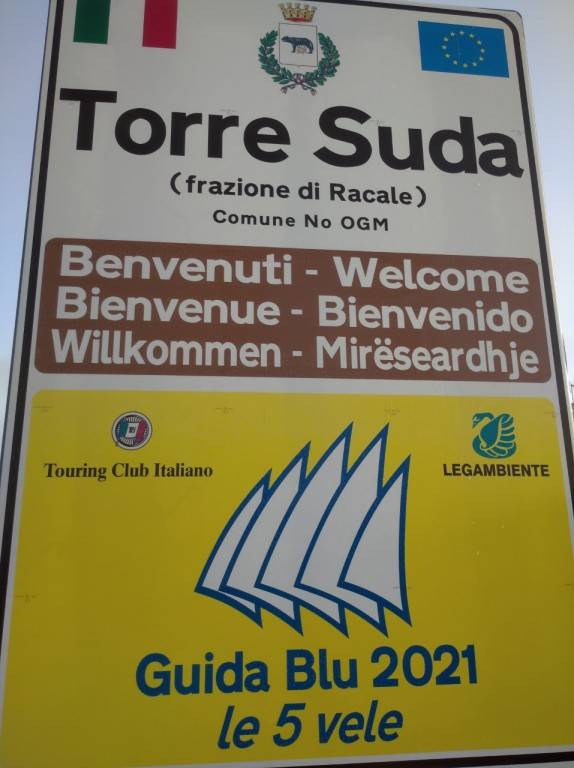 Torre Suda
(frazione di Racale)
Comune No OGM
Benvenuti - Welcome
Bienvenue - Bienvenido
Willkommen - Mirëseardhje
Touring Club Italiano
LEGAMBIENTE
Guida Blu 2021
le 5 vele